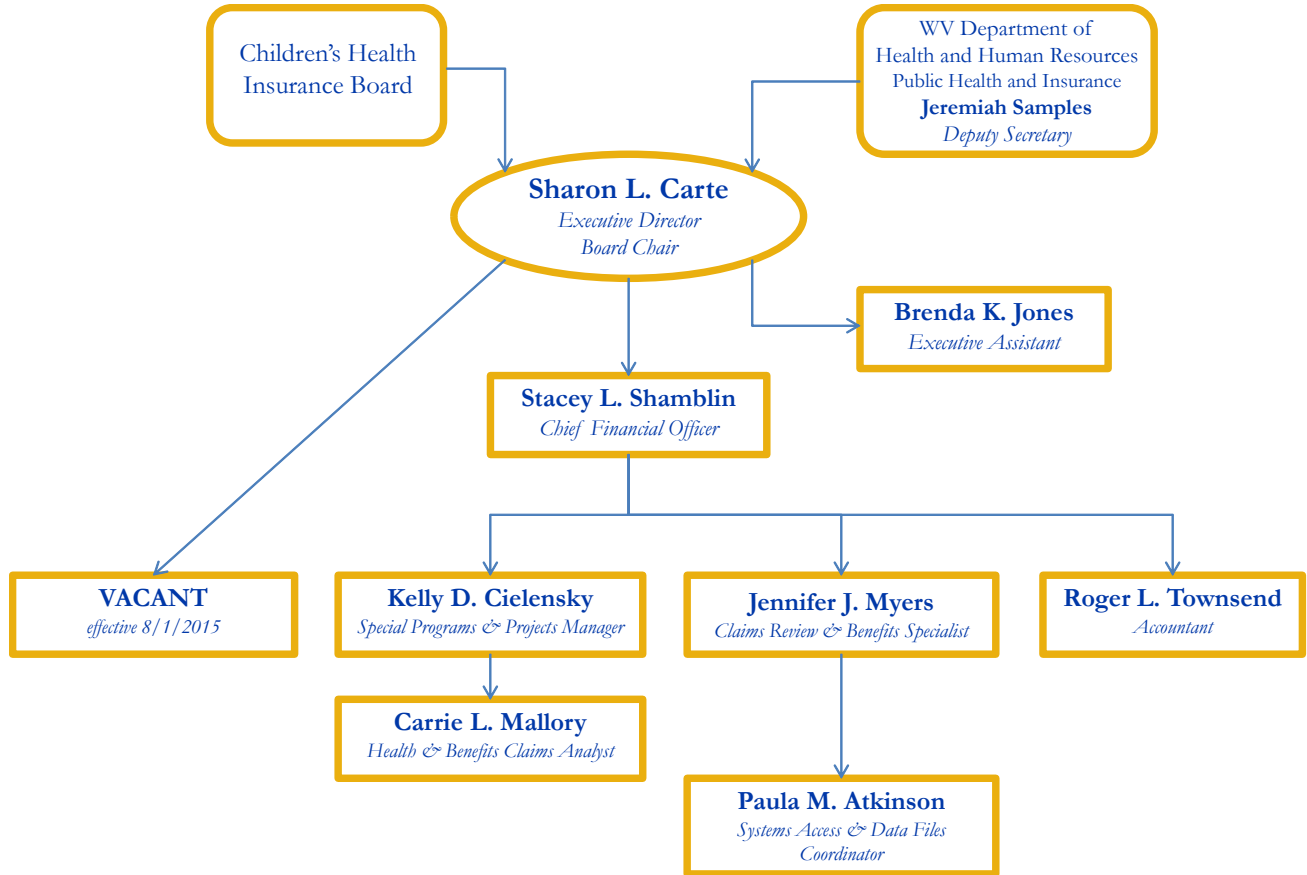 Children’s Health
Insurance Board
WV Department of
Health and Human Resources
Public Health and Insurance
Jeremiah Samples
Deputy Secretary
Sharon L. Carte
Executive Director
Board Chair
Brenda K. Jones
Executive Assistant
Stacey L. Shamblin
Chief Financial Officer
VACANT
effective 8/1/2015
Kelly D. Cielensky
Special Programs & Projects Manager
Jennifer J. Myers
Claims Review & Benefits Specialist
Roger L. Townsend
Accountant
Carrie L. Mallory
Health & Benefits Claims Analyst
Paula M. Atkinson
Systems Access & Data Files
Coordinator